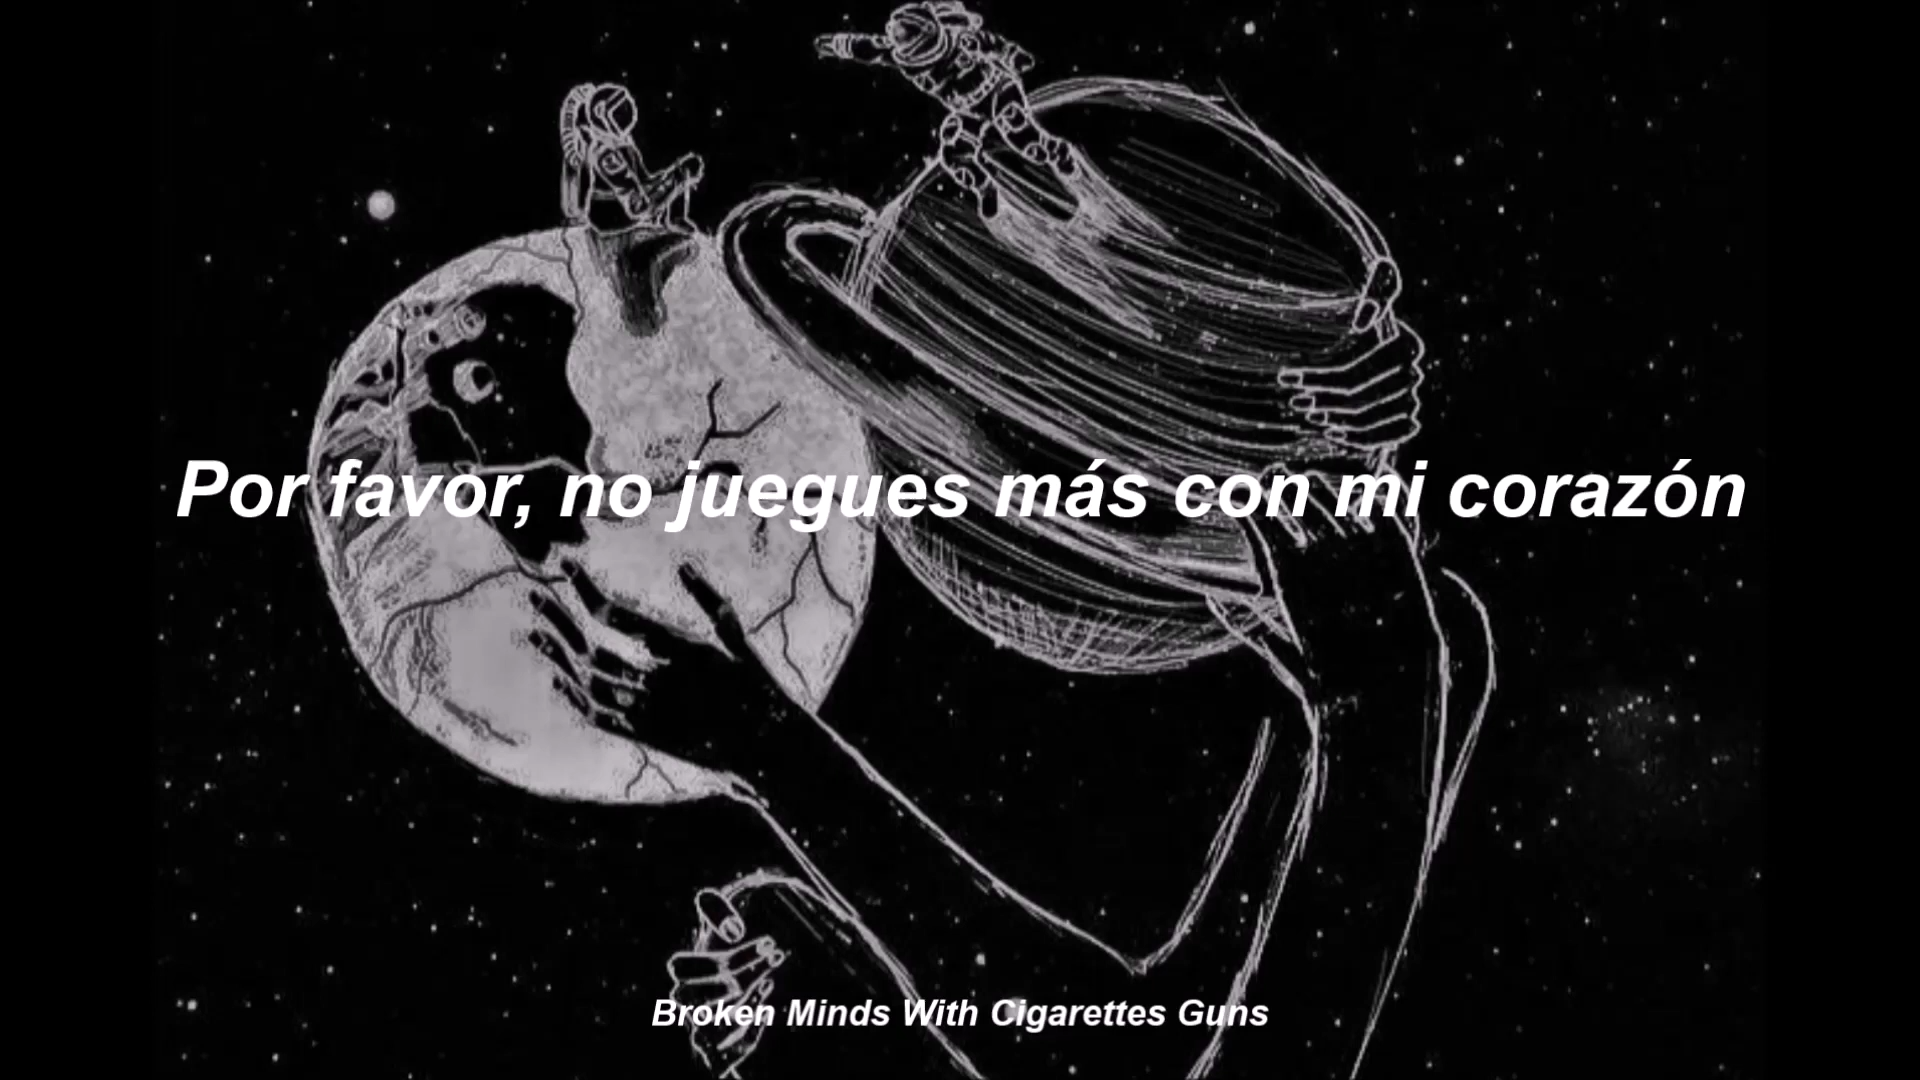 Por favor, no juegues más con mi corazón
Broken Minds With Cigarettes Guns